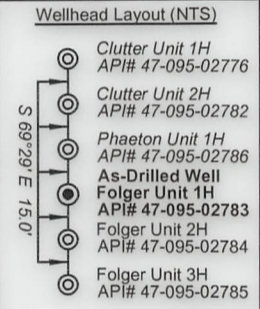 Wellhead Layout (NTS)
Clutter Unit 1H
API# 47-095-02776
Clutter Unit 2H
API# 47-095-02782
Phaeton Unit 1H
API# 47-095-02786
As-Drilled Well
Folger Unit 1H
API# 47-095-02783
Folger Unit 2H
API# 47-095-02784
Folger Unit 3H
API# 47-095-02785
S 69°29' E 15.0'